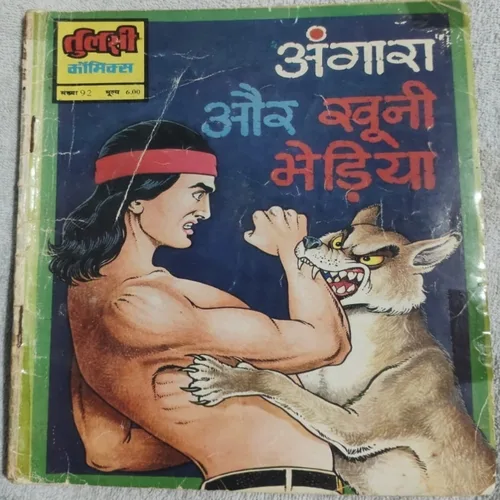 तुलसी
कॉमिक्स
संख्या 92 मूल्य 6.00
अंगारा
और खूनी
भेड़िया